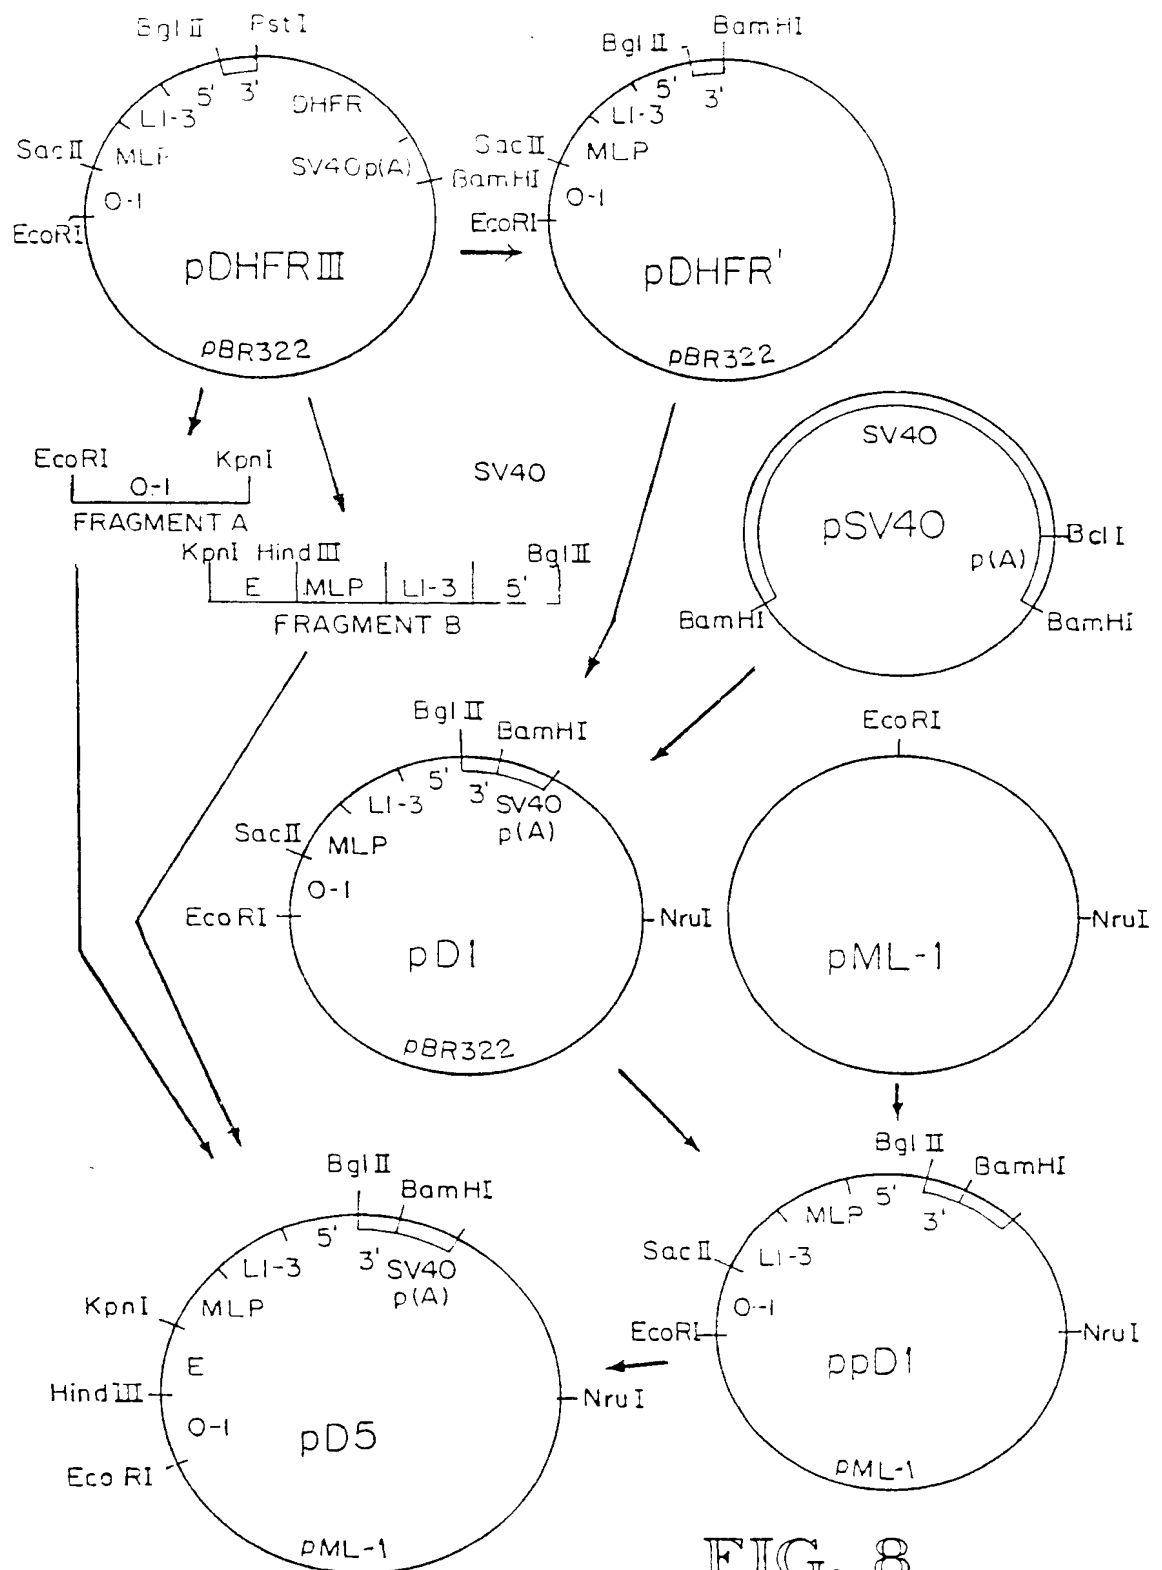 Bgl II PstI
5' 3' DHFR
L1-3
Sac II MLP
SV40p(A)
BamHI
O-1
EcoRI
pDHFR III
pBR322
Bgl II BamHI
5' 3'
L1-3
Sac II MLP
O-1
EcoRI
pDHFR'
pBR322
EcoRI KpnI
O-1
FRAGMENT A
SV40
KpnI Hind III Bgl II
E MLP L1-3 5'
FRAGMENT B
SV40
pSV40
Bcl I
p(A)
BamHI BamHI
Bgl II
BamHI
5' 3' SV40
p(A)
L1-3
Sac II MLP
O-1
EcoRI
NruI
pD1
pBR322
EcoRI
NruI
pML-1
Bgl II
BamHI
5' 3' SV40
p(A)
L1-3
KpnI MLP
E
Hind III
NruI
O-1
pD5
Eco RI
pML-1
Bgl II
BamHI
5' 3'
MLP
Sac II L1-3
O-1
EcoRI
NruI
ppD1
pML-1
FIG. 8